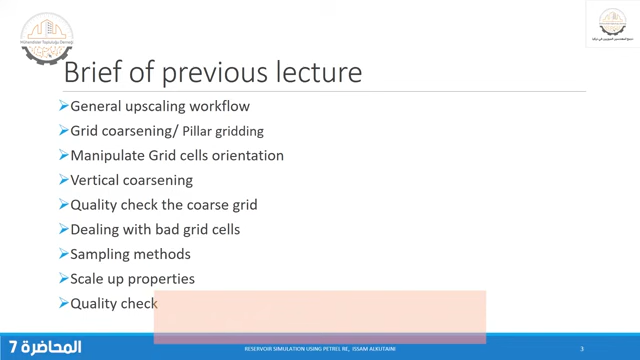 Brief of previous lecture
General upscaling workflow
Grid coarsening/ Pillar gridding
Manipulate Grid cells orientation
Vertical coarsening
Quality check the coarse grid
Dealing with bad grid cells
Sampling methods
Scale up properties
Quality check
المحاضرة 7
RESERVOIR SIMULATION USING PETREL RE, ISSAM ALKUTAINI
3